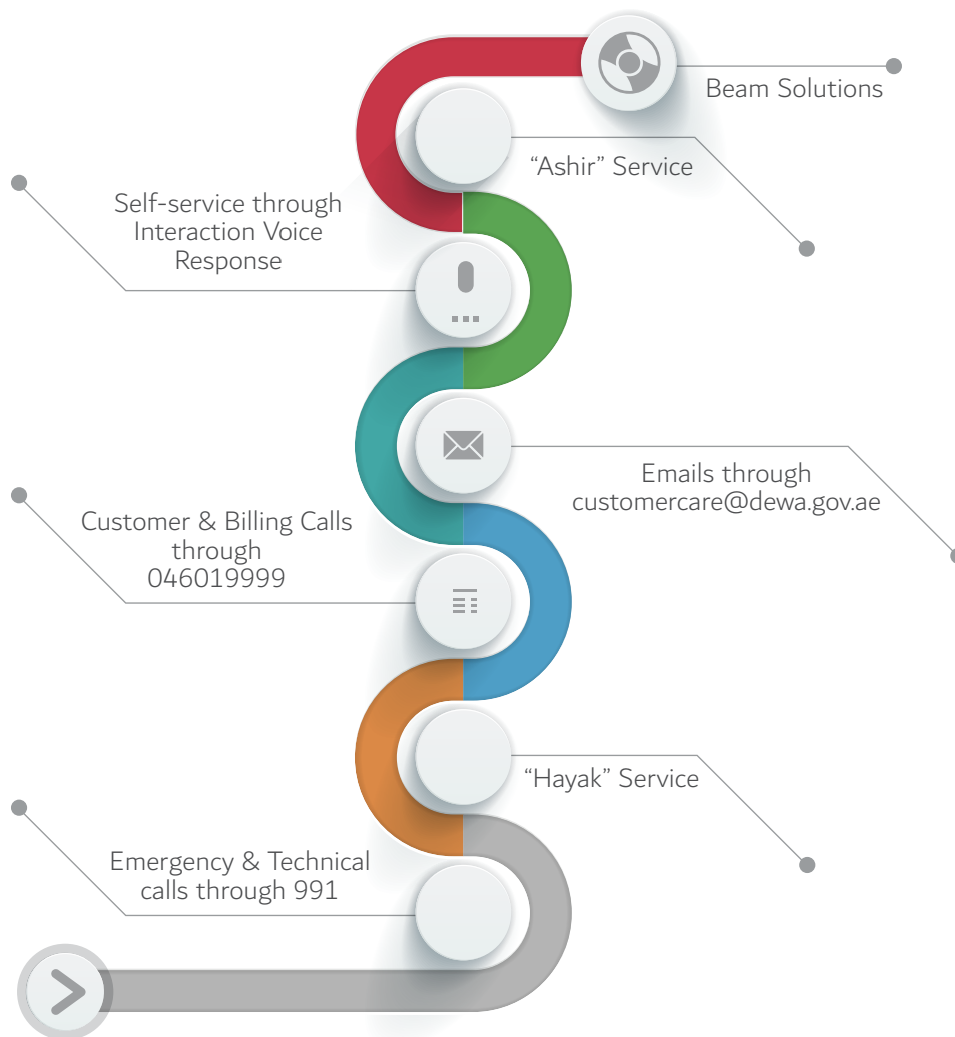 Beam Solutions
“Ashir” Service
Self-service through
Interaction Voice
Response
Emails through
customercare@dewa.gov.ae
Customer & Billing Calls
through
046019999
“Hayak” Service
Emergency & Technical
calls through 991